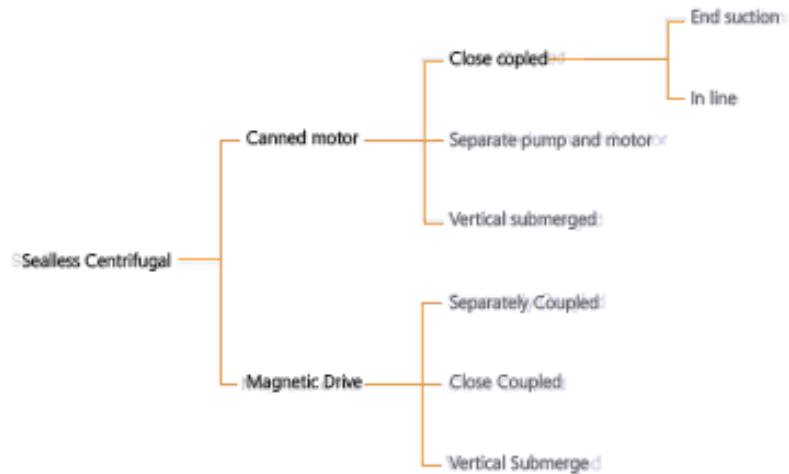 End suction
Close copled
In line
Canned motor
Separate pump and motor
Vertical submerged
Sealless Centrifugal
Separately Coupled
Magnetic Drive
Close Coupled
Vertical Submerge